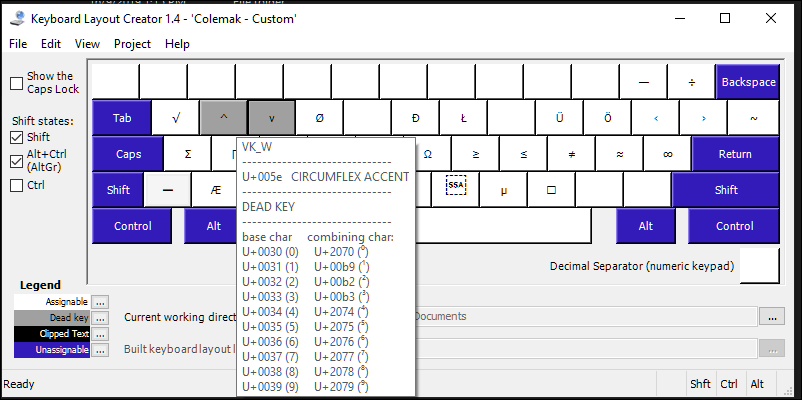 Keyboard Layout Creator 1.4 - 'Colemak - Custom'
File Edit View Project Help
Show the
Caps Lock
— ÷ Backspace
Shift states:
Shift
Alt+Ctrl
(AltGr)
Ctrl
Tab √ ^ v Ø Đ Ł Ü Ö ‹ › ~
Caps Σ Ω ≥ ≤ ≠ ≈ ∞ Return
Shift — Æ SSA µ □ Shift
Control Alt Alt Control
VK_W
U+005e CIRCUMFLEX ACCENT
DEAD KEY
base char combining char:
U+0030 (0) U+2070 (⁰)
U+0031 (1) U+00b9 (¹)
U+0032 (2) U+00b2 (²)
U+0033 (3) U+00b3 (³)
U+0034 (4) U+2074 (⁴)
U+0035 (5) U+2075 (⁵)
U+0036 (6) U+2076 (⁶)
U+0037 (7) U+2077 (⁷)
U+0038 (8) U+2078 (⁸)
U+0039 (9) U+2079 (⁹)
Decimal Separator (numeric keypad)
Legend
Assignable ...
Dead key ...
Clipped Text ...
Unassignable ...
Current working direct
Documents ...
Built keyboard layout l
...
Ready Shft Ctrl Alt